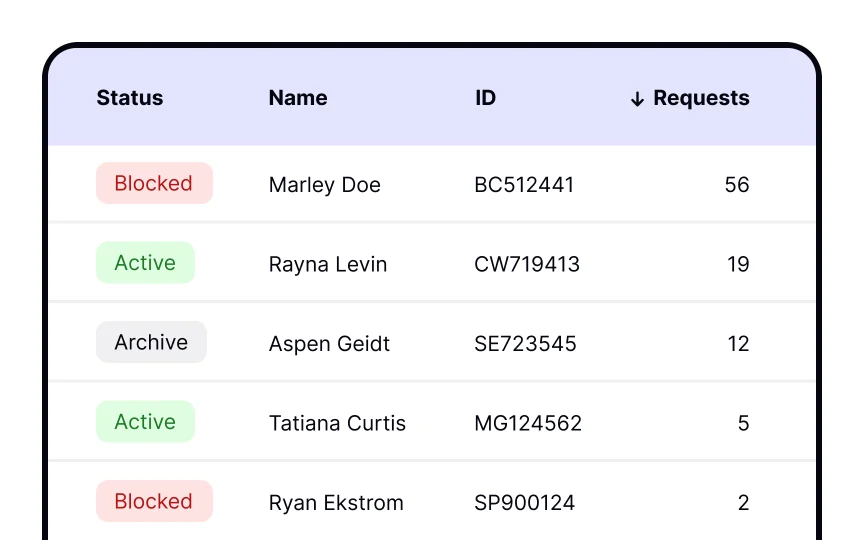 Status Name ID ↓ Requests
Blocked Marley Doe BC512441 56
Active Rayna Levin CW719413 19
Archive Aspen Geidt SE723545 12
Active Tatiana Curtis MG124562 5
Blocked Ryan Ekstrom SP900124 2